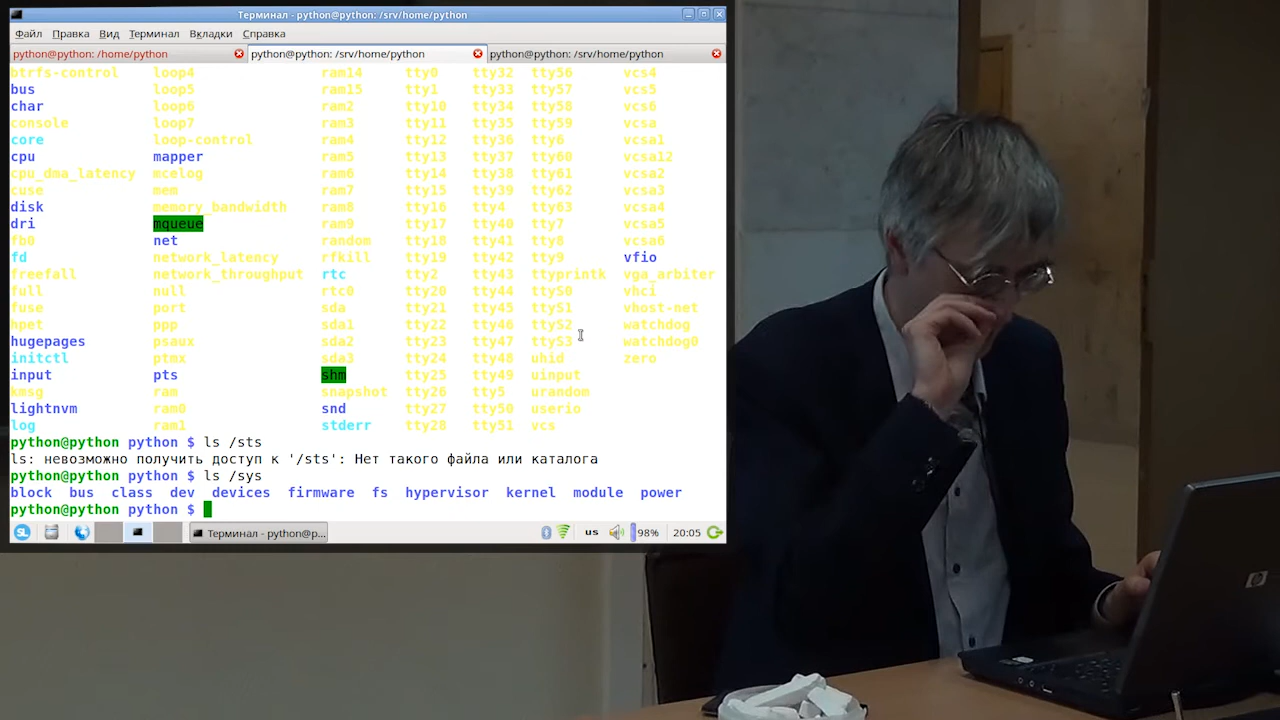 Терминал - python@python: /srv/home/python
Файл Правка Вид Терминал Вкладки Справка
python@python: /home/python python@python: /srv/home/python python@python: /srv/home/python
btrfs-control loop4 ram14 tty0 tty32 tty56 vcs4
bus loop5 ram15 tty1 tty33 tty57 vcs5
char loop6 ram2 tty10 tty34 tty58 vcs6
console loop7 ram3 tty11 tty35 tty59 vcsa
core loop-control ram4 tty12 tty36 tty6 vcsa1
cpu mapper ram5 tty13 tty37 tty60 vcsa12
cpu_dma_latency mcelog ram6 tty14 tty38 tty61 vcsa2
cuse mem ram7 tty15 tty39 tty62 vcsa3
disk memory_bandwidth ram8 tty16 tty4 tty63 vcsa4
dri mqueue ram9 tty17 tty40 tty7 vcsa5
fb0 net random tty18 tty41 tty8 vcsa6
fd network_latency rfkill tty19 tty42 tty9 vfio
freefall network_throughput rtc tty2 tty43 ttyprintk vga_arbiter
full null rtc0 tty20 tty44 ttyS0 vhci
fuse port sda tty21 tty45 ttyS1 vhost-net
hpet ppp sda1 tty22 tty46 ttyS2 watchdog
hugepages psaux sda2 tty23 tty47 ttyS3 watchdog0
initctl ptmx sda3 tty24 tty48 uhid zero
input pts shm tty25 tty49 uinput
kmsg ram snapshot tty26 tty5 urandom
lightnvm ram0 snd tty27 tty50 userio
log ram1 stderr tty28 tty51 vcs
python@python python $ ls /sts
ls: невозможно получить доступ к '/sts': Нет такого файла или каталога
python@python python $ ls /sys
block bus class dev devices firmware fs hypervisor kernel module power
python@python python $
Терминал - python@p... us 98% 20:05
hp